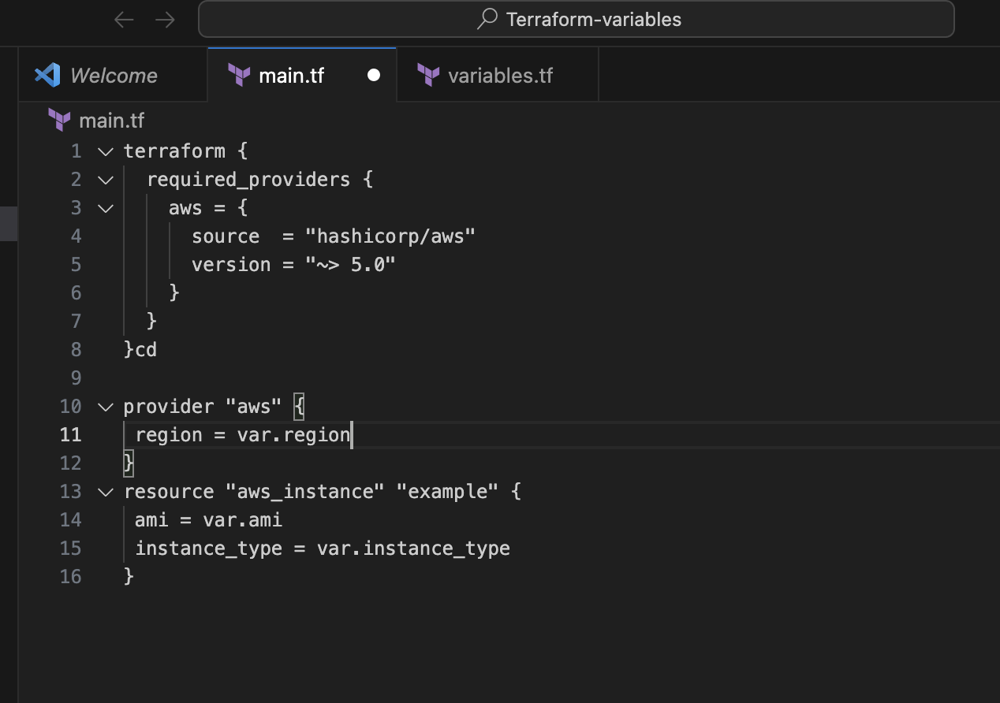 Terraform-variables
Welcome
main.tf
variables.tf
main.tf
1 terraform {
2 required_providers {
3 aws = {
4 source  = "hashicorp/aws"
5 version = "~> 5.0"
6 }
7 }
8 }cd
9
10 provider "aws" {
11 region = var.region
12 }
13 resource "aws_instance" "example" {
14 ami = var.ami
15 instance_type = var.instance_type
16 }